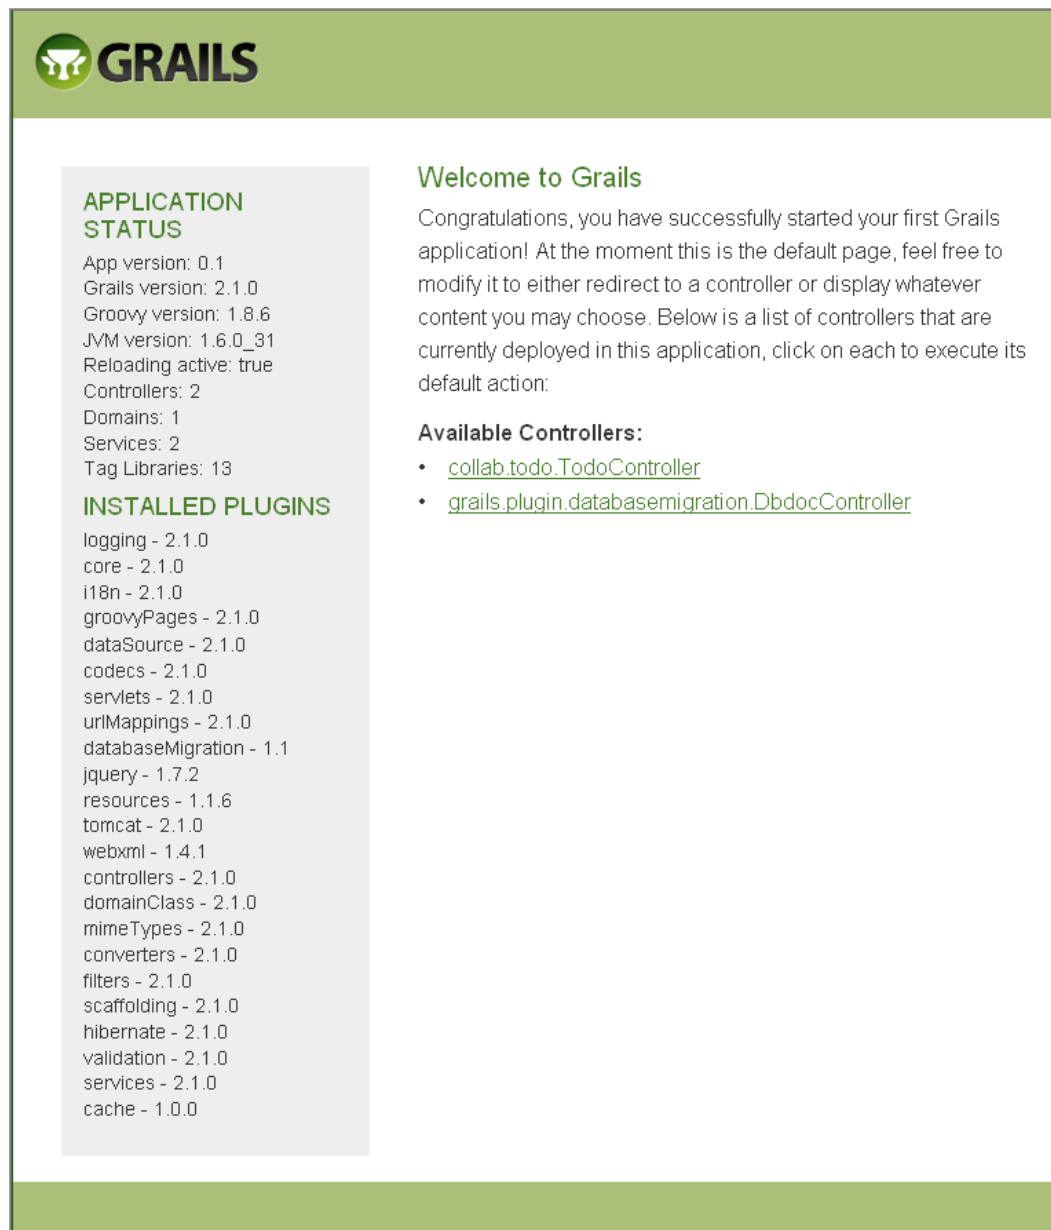 GRAILS
APPLICATION
STATUS
App version: 0.1
Grails version: 2.1.0
Groovy version: 1.8.6
JVM version: 1.6.0_31
Reloading active: true
Controllers: 2
Domains: 1
Services: 2
Tag Libraries: 13
INSTALLED PLUGINS
logging - 2.1.0
core - 2.1.0
i18n - 2.1.0
groovyPages - 2.1.0
dataSource - 2.1.0
codecs - 2.1.0
servlets - 2.1.0
urlMappings - 2.1.0
databaseMigration - 1.1
jquery - 1.7.2
resources - 1.1.6
tomcat - 2.1.0
webxml - 1.4.1
controllers - 2.1.0
domainClass - 2.1.0
mimeTypes - 2.1.0
converters - 2.1.0
filters - 2.1.0
scaffolding - 2.1.0
hibernate - 2.1.0
validation - 2.1.0
services - 2.1.0
cache - 1.0.0
Welcome to Grails
Congratulations, you have successfully started your first Grails
application! At the moment this is the default page, feel free to
modify it to either redirect to a controller or display whatever
content you may choose. Below is a list of controllers that are
currently deployed in this application, click on each to execute its
default action:
Available Controllers:
• collab.todo.TodoController
• grails.plugin.databasemigration.DbdocController